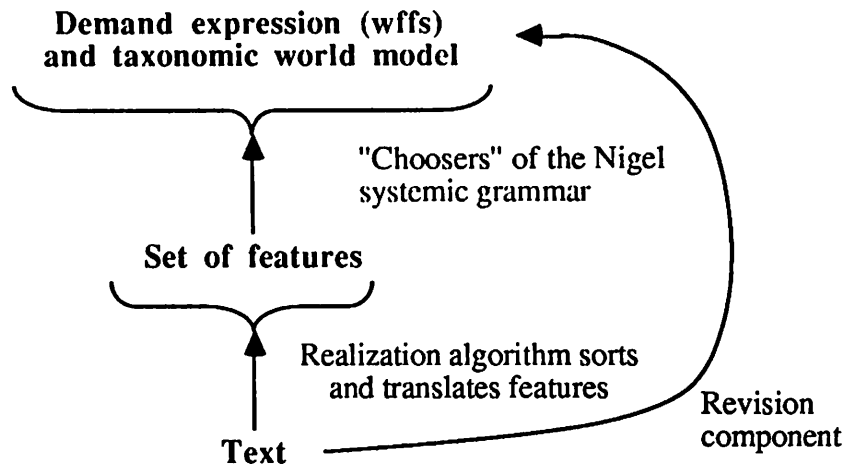 Demand expression (wffs)
and taxonomic world model
"Choosers" of the Nigel
systemic grammar
Set of features
Realization algorithm sorts
and translates features
Revision
component
Text